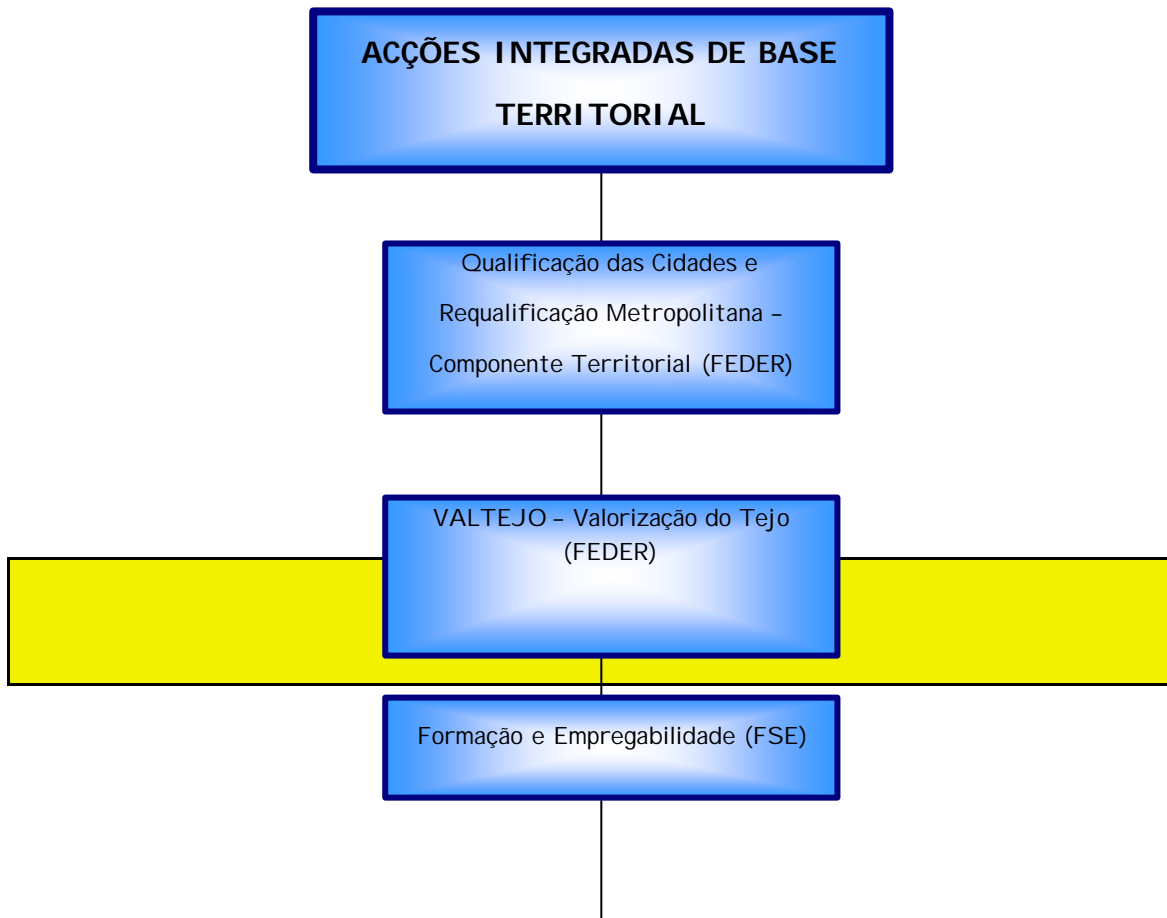 ACÇÕES INTEGRADAS DE BASE
TERRITORIAL
Qualificação das Cidades e
Requalificação Metropolitana –
Componente Territorial (FEDER)
VALTEJO – Valorização do Tejo
(FEDER)
Formação e Empregabilidade (FSE)